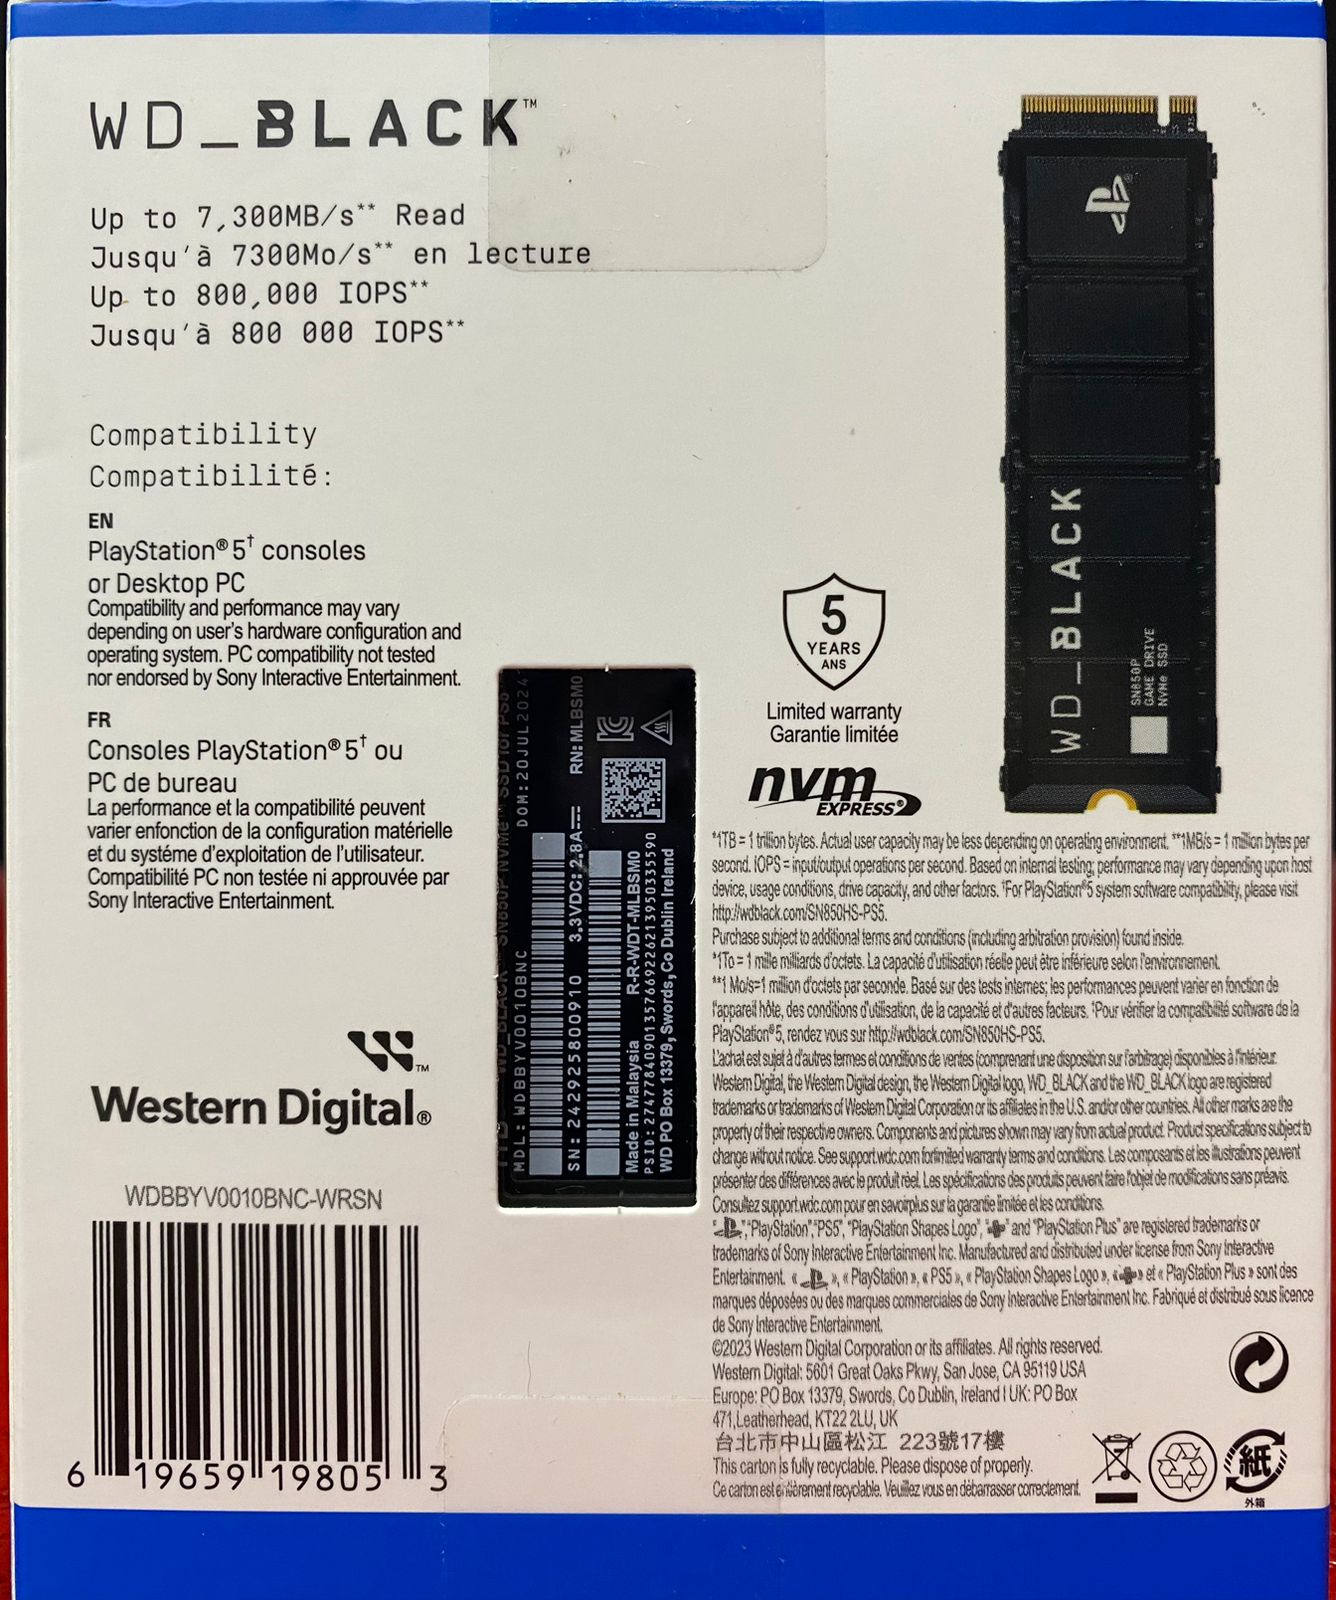 WD_BLACK™
Up to 7,300MB/s** Read
Jusqu'à 7300Mo/s** en lecture
Up to 800,000 IOPS**
Jusqu'à 800 000 IOPS**
Compatibility
Compatibilité:
EN
PlayStation®5† consoles
or Desktop PC
Compatibility and performance may vary
depending on user's hardware configuration and
operating system. PC compatibility not tested
nor endorsed by Sony Interactive Entertainment.
FR
Consoles PlayStation®5† ou
PC de bureau
La performance et la compatibilité peuvent
varier enfonction de la configuration matérielle
et du systéme d'exploitation de l'utilisateur.
Compatibilité PC non testée ni approuvée par
Sony Interactive Entertainment.
Western Digital®
WDBBYV0010BNC-WRSN
6 19659 19805 3
1TB WD_BLACK SN850P NVMe™ SSD for PS5
MDL: WDBBYV0010BNC
DOM:20JUL2024
SN: 242925800910
3.3VDC: 2.8A
RN: MLBSM0
Made in Malaysia
R-R-WDT-MLBSM0
PSID:
WD PO Box 13379, Swords, Co Dublin Ireland
WD_BLACK
SN850P
GAME DRIVE
NVMe SSD
5
YEARS
ANS
Limited warranty
Garantie limitée
nvm
EXPRESS
*1TB = 1 trillion bytes. Actual user capacity may be less depending on operating environment. **1MB/s = 1 million bytes per
second. IOPS = input/output operations per second. Based on internal testing; performance may vary depending upon host
device, usage conditions, drive capacity, and other factors. †For PlayStation®5 system software compatibility, please visit
http://wdblack.com/SN850HS-PS5.
Purchase subject to additional terms and conditions (including arbitration provision) found inside.
*1To = 1 mille milliards d'octets. La capacité d'utilisation réelle peut être inférieure selon l'environnement.
**1 Mo/s=1 million d'octets par seconde. Basé sur des tests internes; les performances peuvent varier en fonction de
l'appareil hôte, des conditions d'utilisation, de la capacité et d'autres facteurs. †Pour vérifier la compatibilité software de la
PlayStation®5, rendez vous sur http://wdblack.com/SN850HS-PS5.
L'achat est sujet à d'autres termes et conditions de ventes (comprenant une disposition sur l'arbitrage) disponibles à l'intérieur.
Western Digital, the Western Digital design, the Western Digital logo, WD_BLACK and the WD_BLACK logo are registered
trademarks or trademarks of Western Digital Corporation or its affiliates in the U.S. and/or other countries. All other marks are the
property of their respective owners. Components and pictures shown may vary from actual product. Product specifications subject to
change without notice. See support.wdc.com forlimited warranty terms and conditions. Les composants et les illustrations peuvent
présenter des différences avec le produit réel. Les spécifications des produits peuvent faire l'objet de modifications sans préavis.
Consultez support.wdc.com pour en savoirplus sur la garantie limitée et les conditions.
" ", "PlayStation", "PS5", "PlayStation Shapes Logo", " " and "PlayStation Plus" are registered trademarks or
trademarks of Sony Interactive Entertainment Inc. Manufactured and distributed under license from Sony Interactive
Entertainment. « », « PlayStation », « PS5 », « PlayStation Shapes Logo », « » et « PlayStation Plus » sont des
marques déposées ou des marques commerciales de Sony Interactive Entertainment Inc. Fabriqué et distribué sous licence
de Sony Interactive Entertainment.
©2023 Western Digital Corporation or its affiliates. All rights reserved.
Western Digital: 5601 Great Oaks Pkwy, San Jose, CA 95119 USA
Europe: PO Box 13379, Swords, Co Dublin, Ireland | UK: PO Box
471, Leatherhead, KT22 2LU, UK
台北市中山區松江 223號17樓
This carton is fully recyclable. Please dispose of properly.
Ce carton est entièrement recyclable. Veuillez vous en débarrasser correctement.
紙
外箱